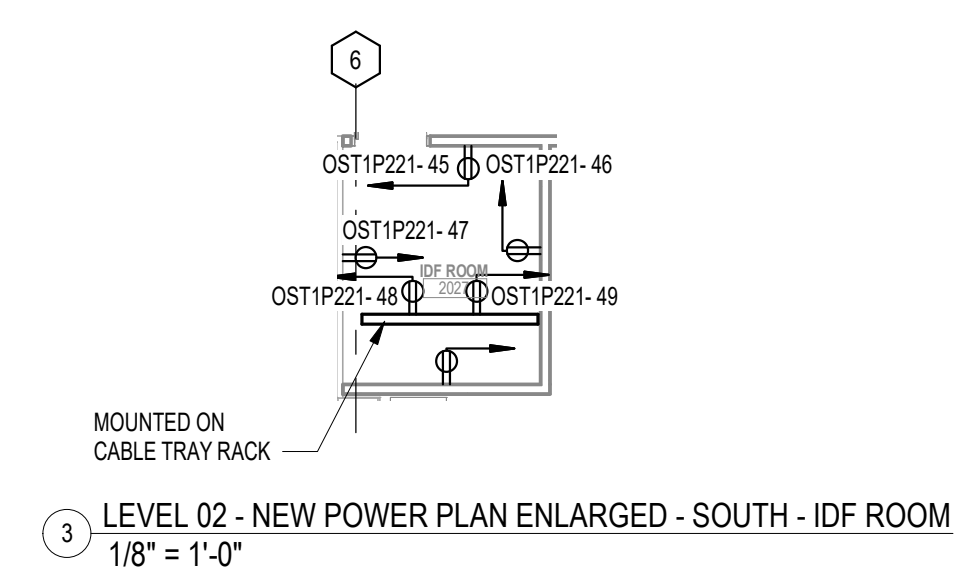 6
OST1P221- 45
OST1P221- 46
OST1P221- 47
IDF ROOM
2027
OST1P221- 48
OST1P221- 49
MOUNTED ON
CABLE TRAY RACK
3
LEVEL 02 - NEW POWER PLAN ENLARGED - SOUTH - IDF ROOM
1/8" = 1'-0"